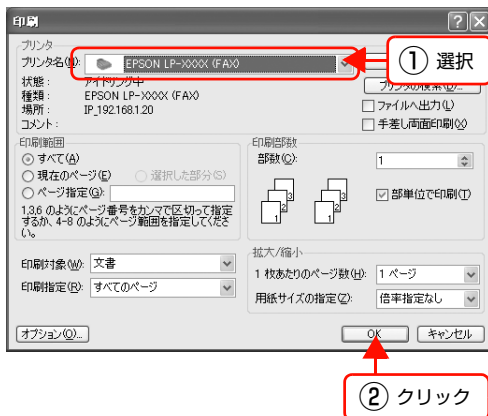 印刷
プリンタ
プリンタ名(N): EPSON LP-XXXX (FAX)
① 選択
状態: アイドリング中
種類: EPSON LP-XXXX (FAX)
プリンタの検索(D)...
場所: IP_192.168.1.20
ファイルへ出力(L)
コメント:
手差し両面印刷(X)
印刷範囲
すべて(A)
現在のページ(E) 選択した部分(S)
ページ指定(G):
1,3,6 のようにページ番号をカンマで区切って指定
するか、4-8 のようにページ範囲を指定してくださ
い。
印刷部数
部数(C): 1
部単位で印刷(T)
印刷対象(W): 文書
印刷指定(R): すべてのページ
拡大/縮小
1 枚あたりのページ数(H): 1 ページ
用紙サイズの指定(Z): 倍率指定なし
オプション(O)...
OK
キャンセル
② クリック